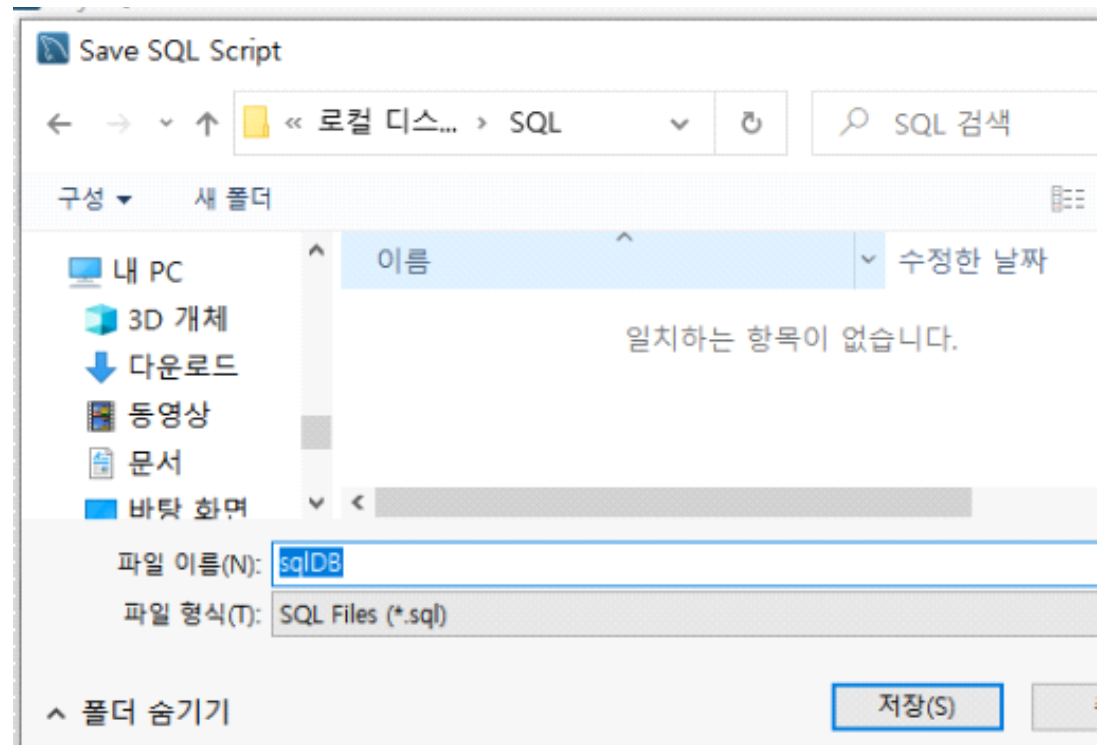 Save SQL Script
« 로컬 디스... › SQL
SQL 검색
구성
새 폴더
이름
수정한 날짜
내 PC
3D 개체
다운로드
동영상
문서
바탕 화면
일치하는 항목이 없습니다.
파일 이름(N): sqlDB
파일 형식(T): SQL Files (*.sql)
폴더 숨기기
저장(S)